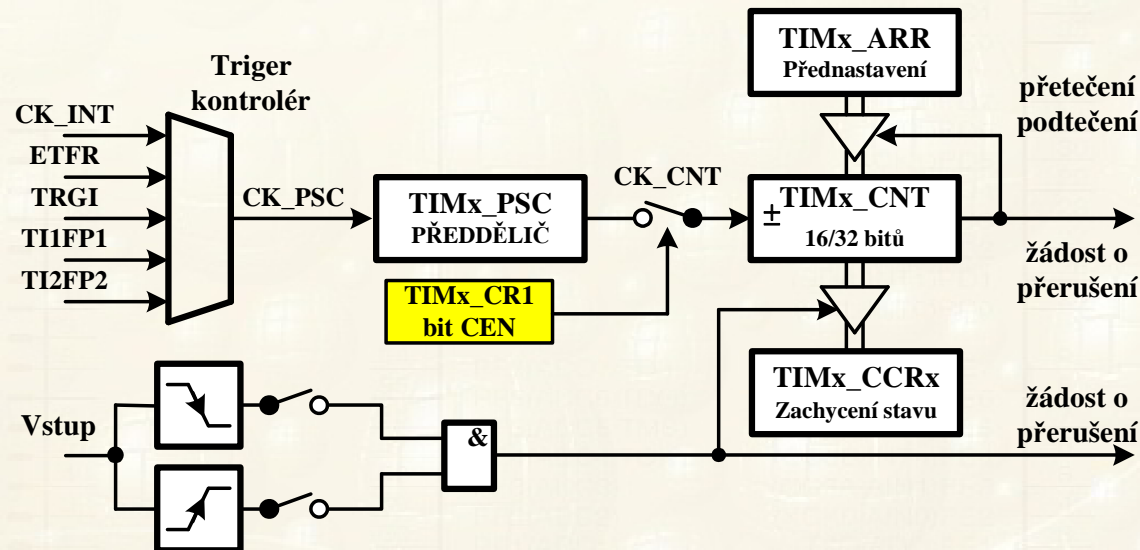 Triger
kontrolér
CK_INT
ETFR
TRGI
TI1FP1
TI2FP2
CK_PSC
TIMx_PSC
PŘEDDĚLIČ
CK_CNT
TIMx_CR1
bit CEN
TIMx_ARR
Přednastavení
± TIMx_CNT
16/32 bitů
TIMx_CCRx
Zachycení stavu
přetečení
podtečení
žádost o
přerušení
Vstup
&
žádost o
přerušení